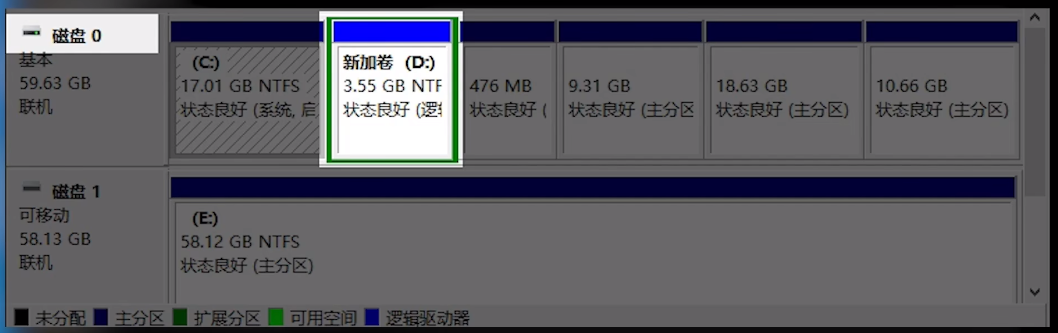 磁盘 0
基本
59.63 GB
联机
(C:)
17.01 GB NTFS
状态良好 (系统, 启
新加卷 (D:)
3.55 GB NTF
状态良好 (逻
476 MB
状态良好 (
9.31 GB
状态良好 (主分区
18.63 GB
状态良好 (主分区)
10.66 GB
状态良好 (主分区)
磁盘 1
可移动
58.13 GB
联机
(E:)
58.12 GB NTFS
状态良好 (主分区)
未分配 主分区 扩展分区 可用空间 逻辑驱动器